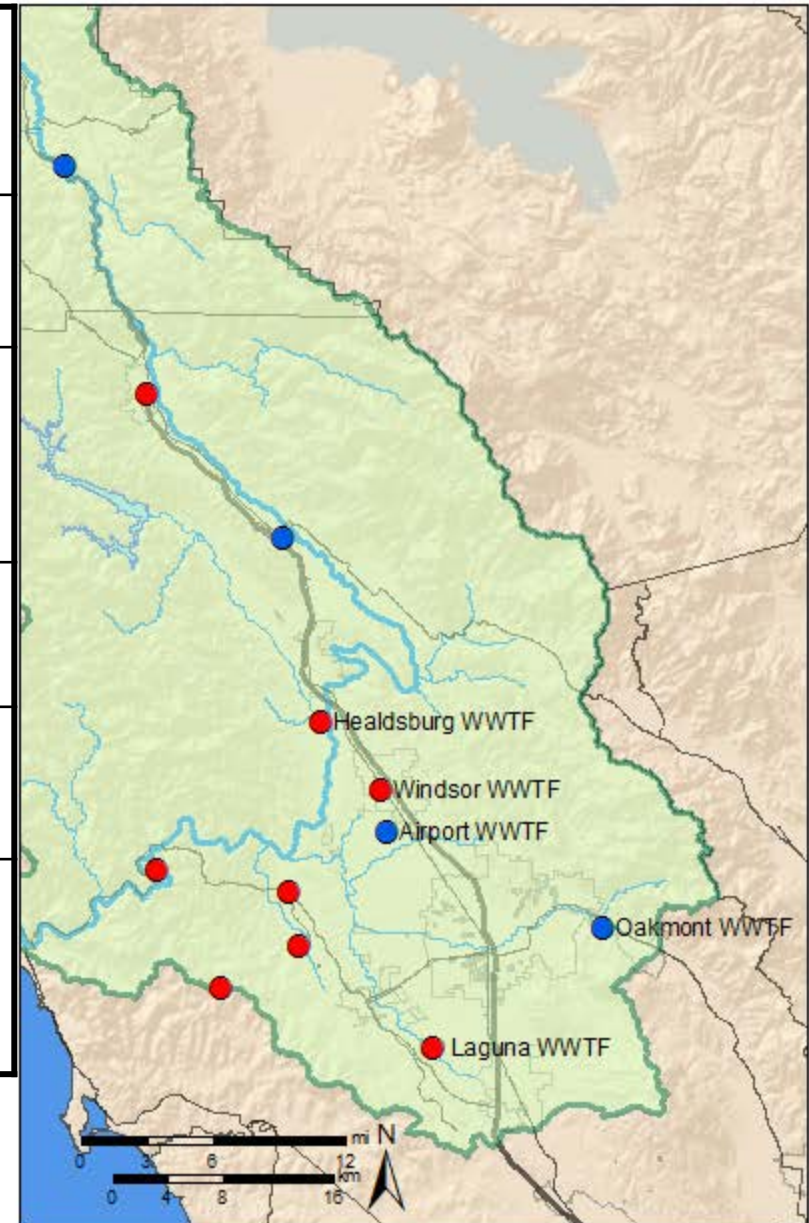 Healdsburg WWTF
Windsor WWTF
Airport WWTF
Oakmont WWTF
Laguna WWTF
mi N
0 3 6 12
km
0 4 8 16